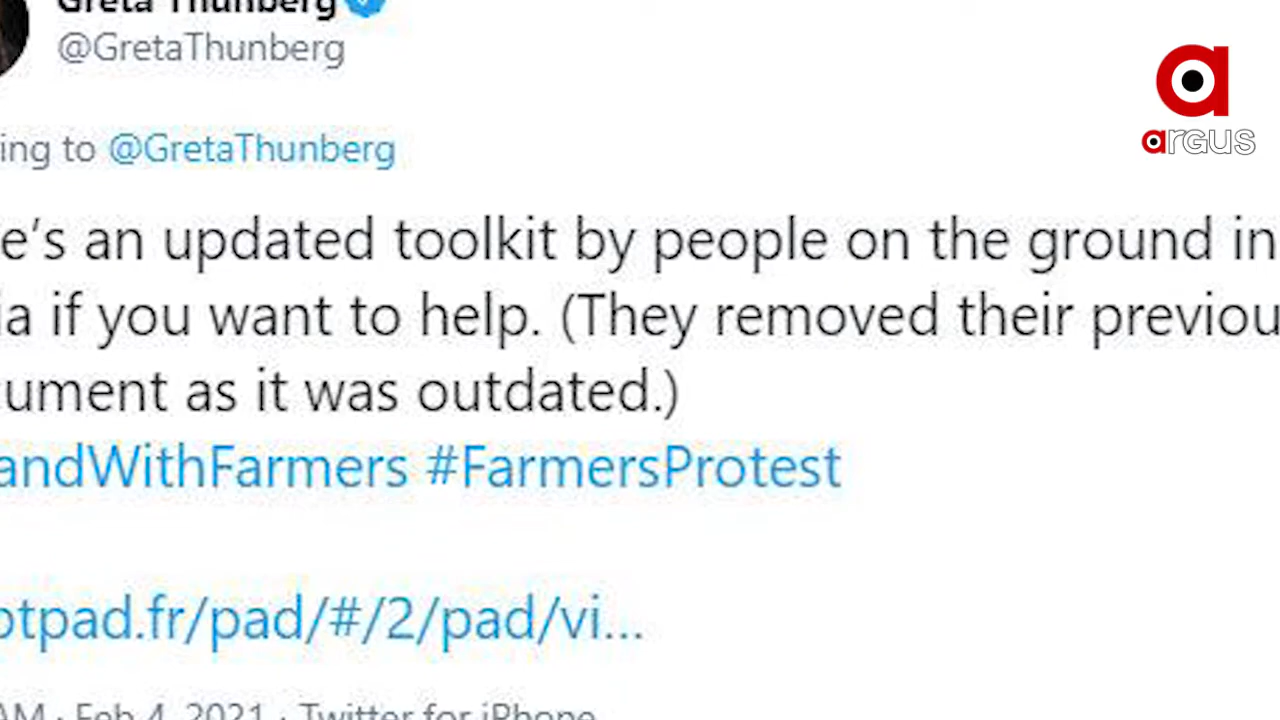 Greta Thunberg
@GretaThunberg
argus
ing to @GretaThunberg
e's an updated toolkit by people on the ground in
ia if you want to help. (They removed their previou
cument as it was outdated.)
andWithFarmers #FarmersProtest
otpad.fr/pad/#/2/pad/vi...
AM · Feb 4, 2021 · Twitter for iPhone